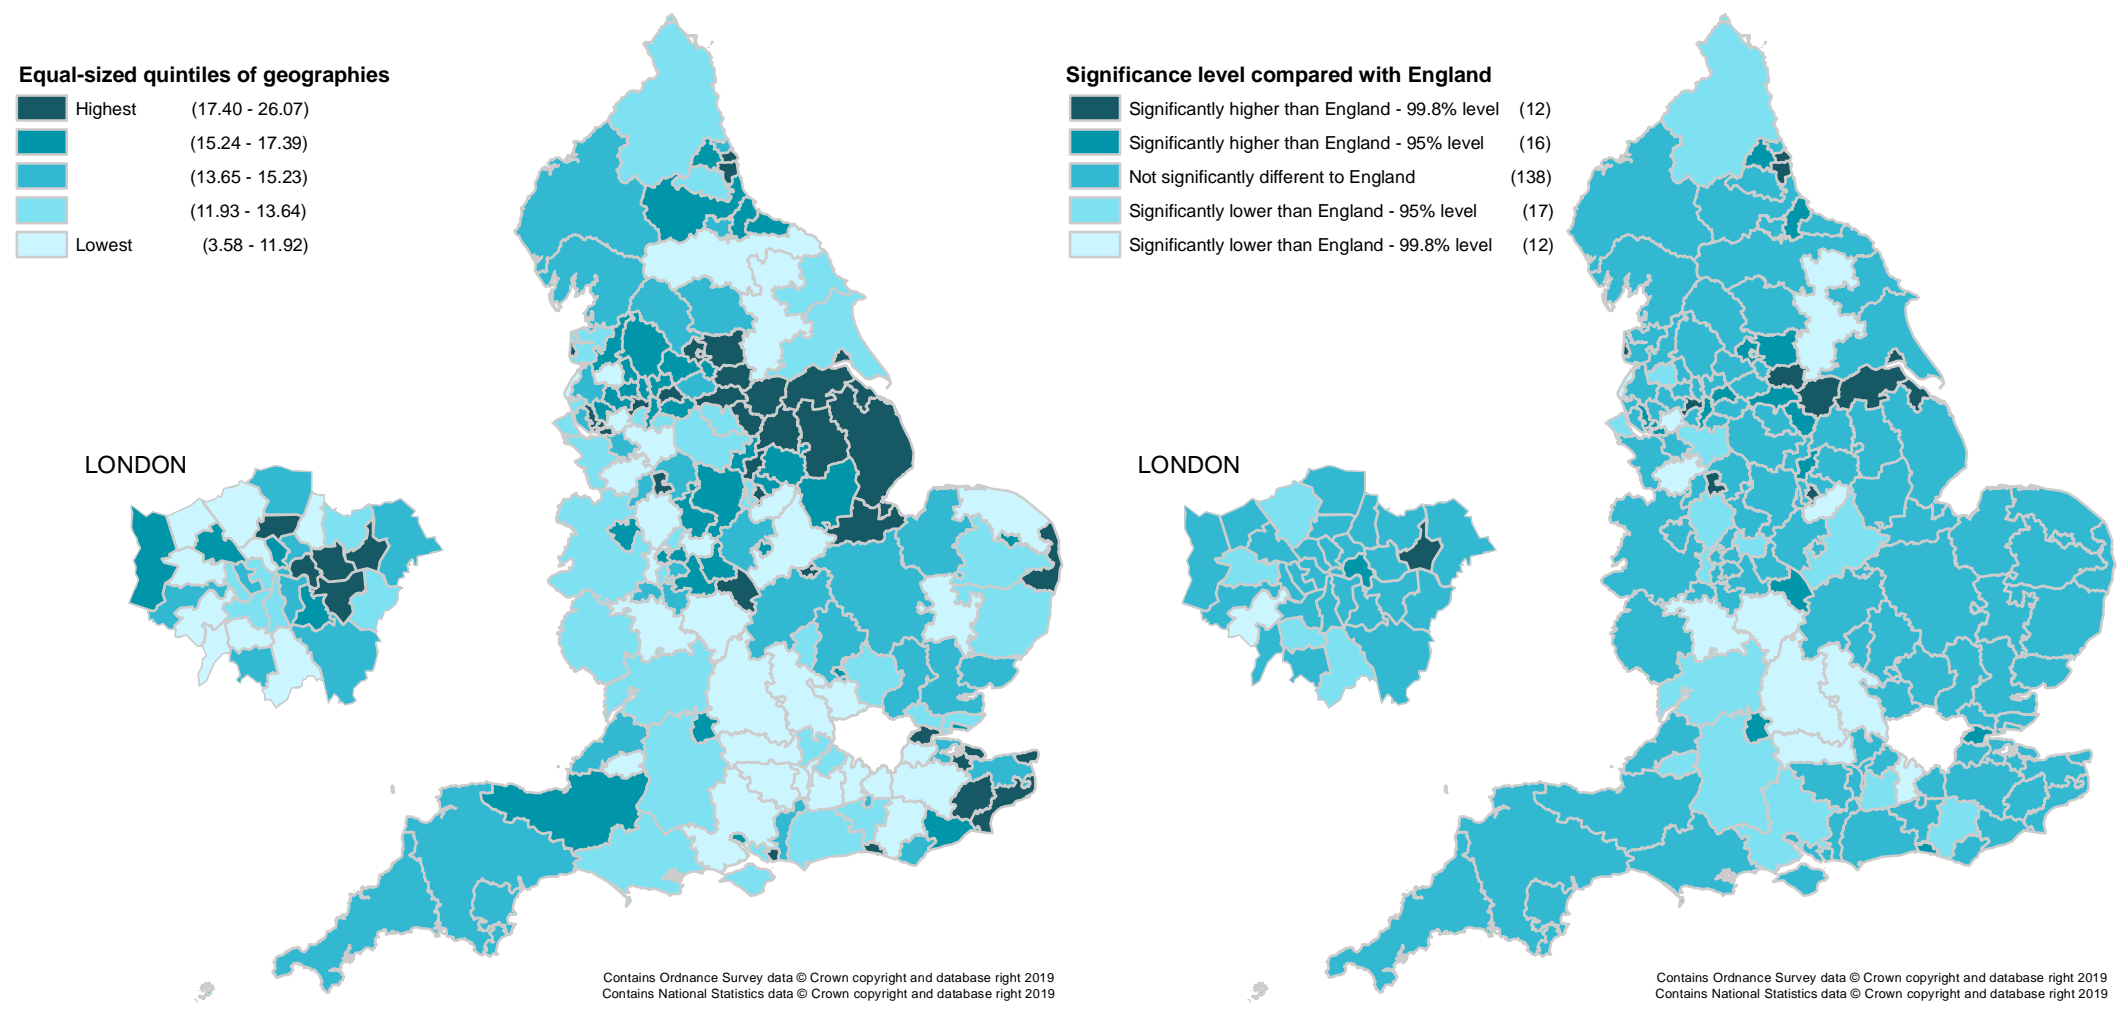 Equal-sized quintiles of geographies
Highest (17.40 - 26.07)
(15.24 - 17.39)
(13.65 - 15.23)
(11.93 - 13.64)
Lowest (3.58 - 11.92)
LONDON
Contains Ordnance Survey data © Crown copyright and database right 2019
Contains National Statistics data © Crown copyright and database right 2019
Significance level compared with England
Significantly higher than England - 99.8% level (12)
Significantly higher than England - 95% level (16)
Not significantly different to England (138)
Significantly lower than England - 95% level (17)
Significantly lower than England - 99.8% level (12)
LONDON
Contains Ordnance Survey data © Crown copyright and database right 2019
Contains National Statistics data © Crown copyright and database right 2019